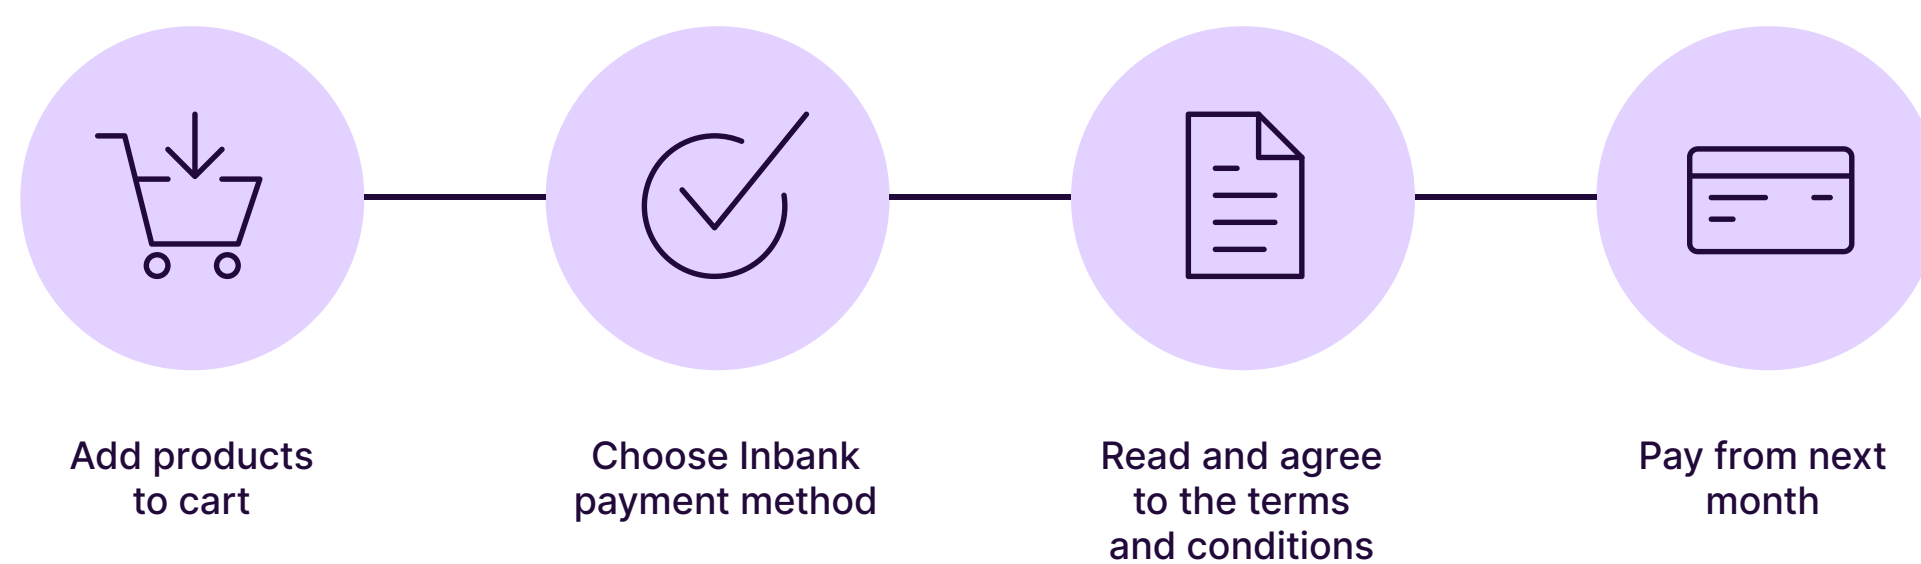 Add products
to cart
Choose Inbank
payment method
Read and agree
to the terms
and conditions
Pay from next
month